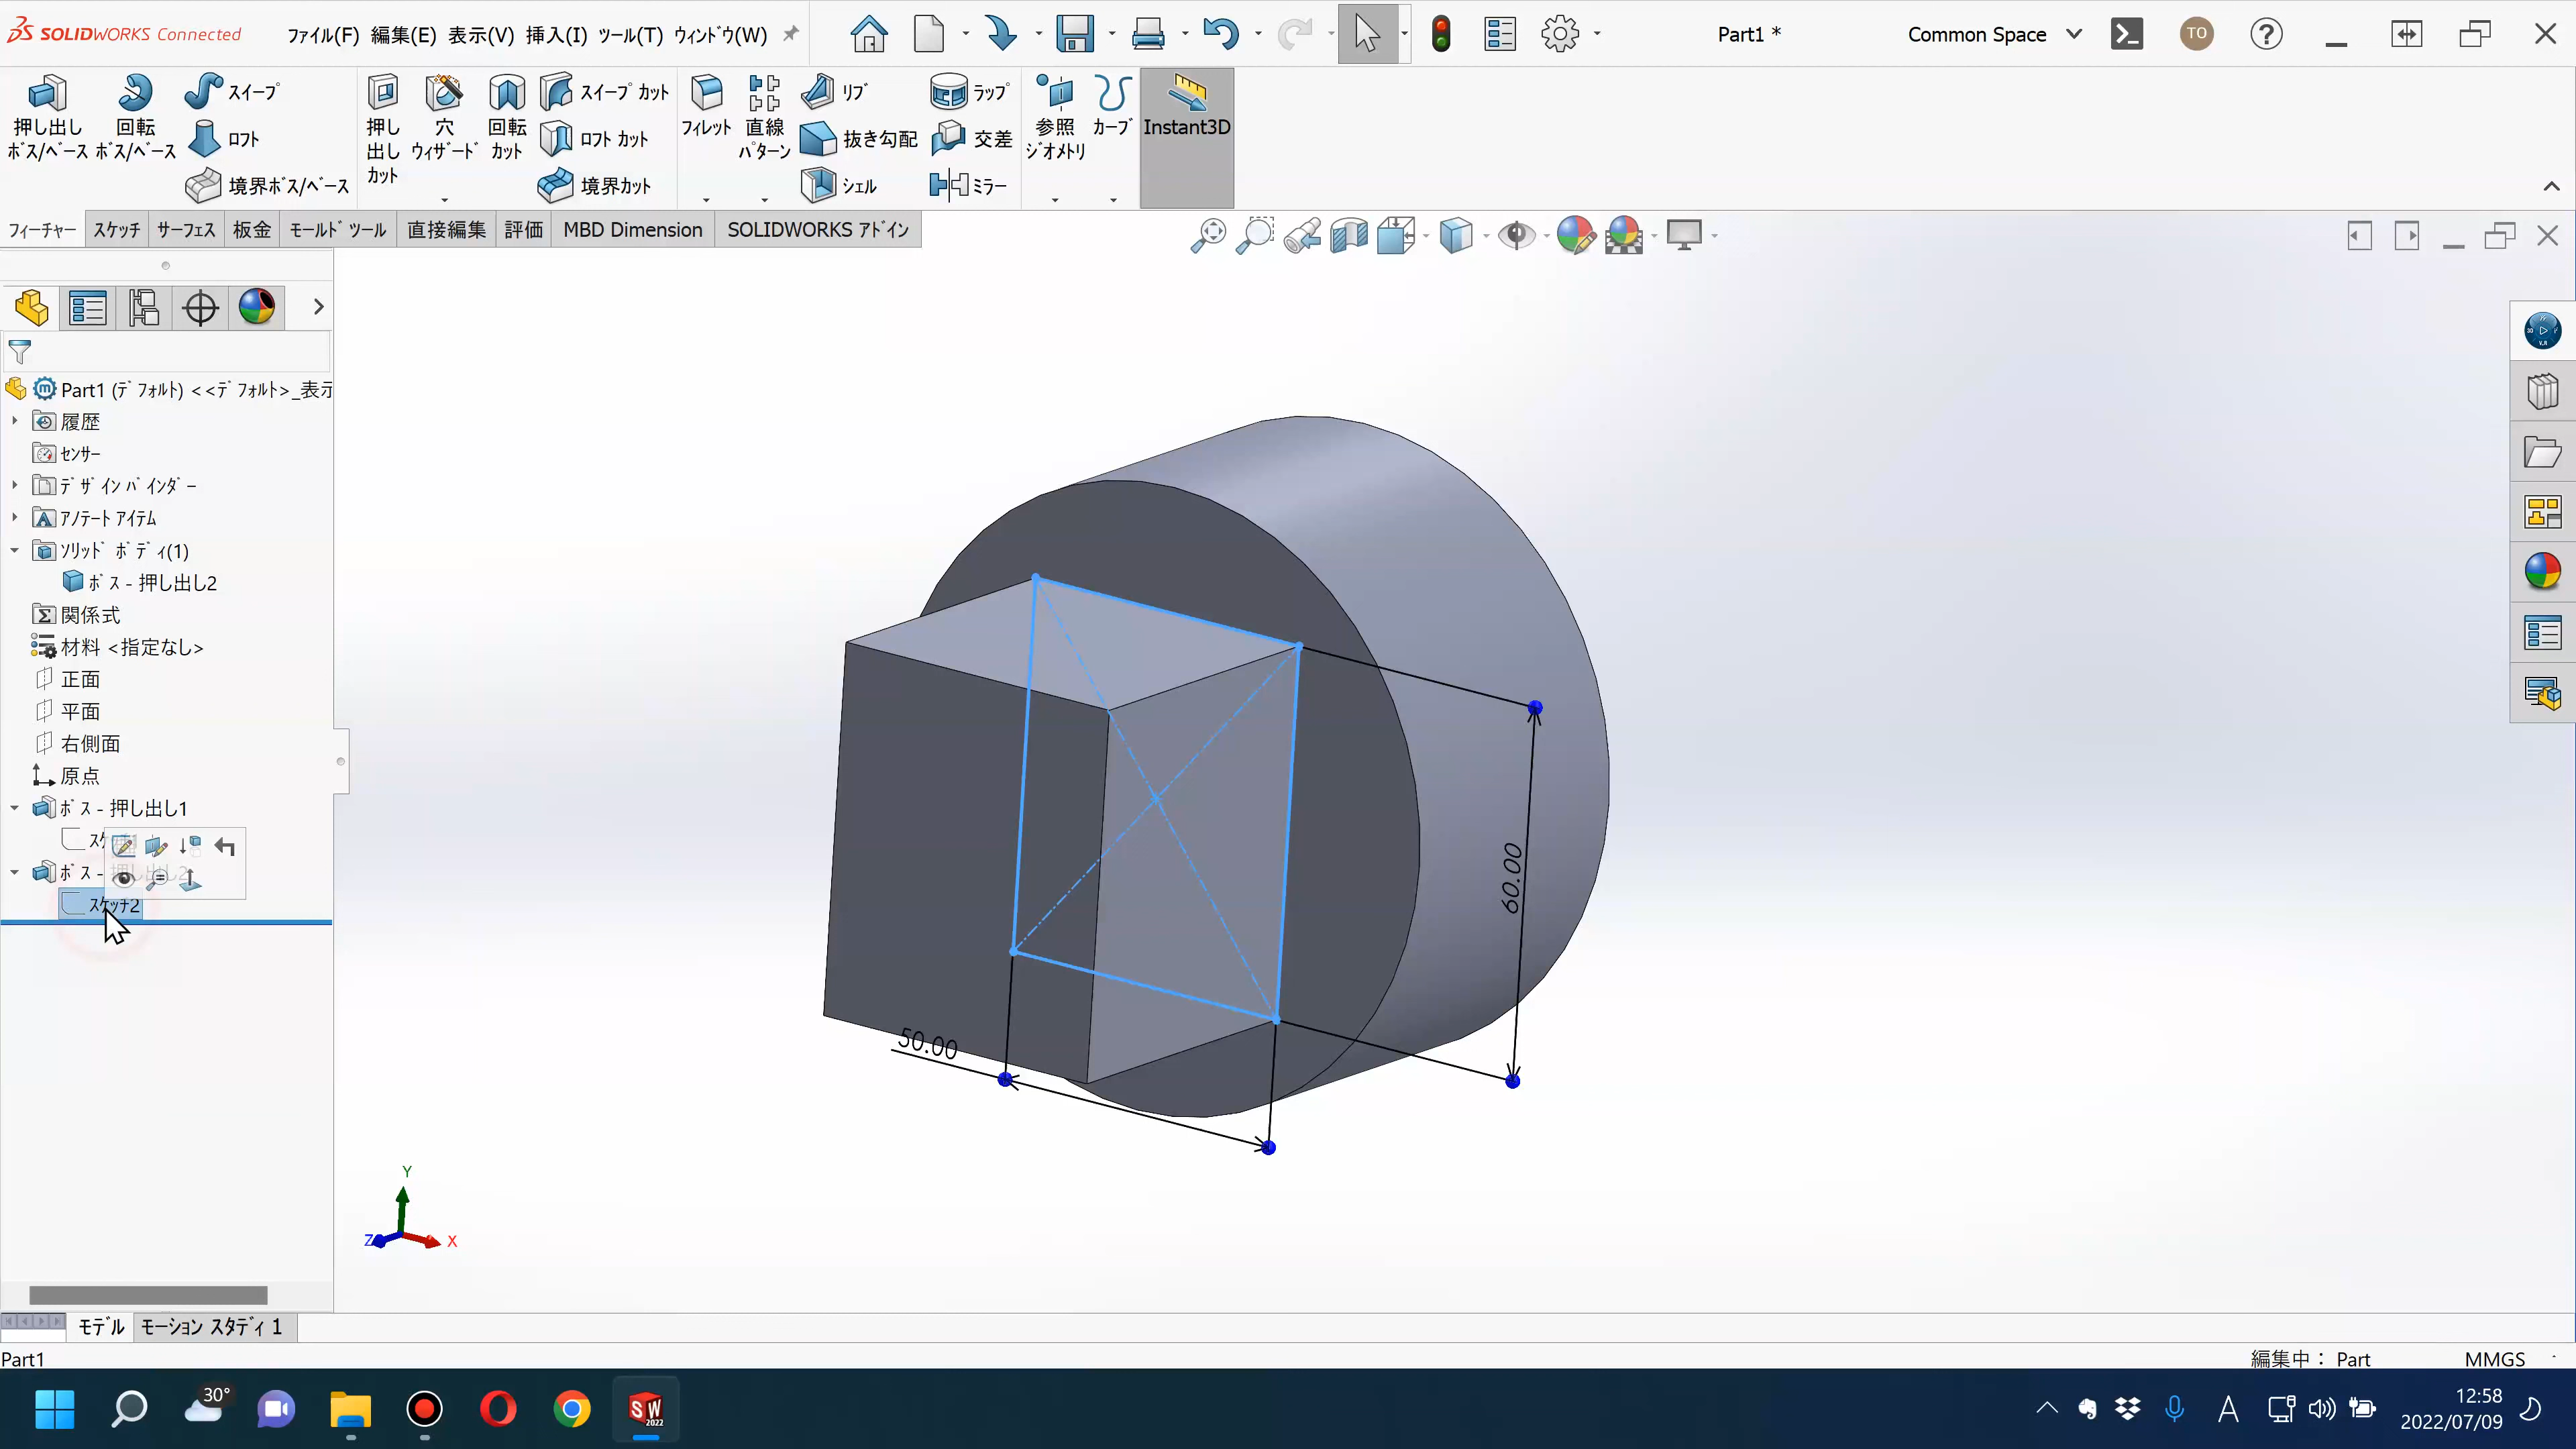 SOLIDWORKS Connected
ファイル(F) 編集(E) 表示(V) 挿入(I) ツール(T) ウィンドウ(W)
Part1 *
Common Space
TO
押し出し
ボス/ベース
回転
ボス/ベース
スイープ
ロフト
境界ボス/ベース
押し
出し
カット
穴
ウィザード
回転
カット
スイープ カット
ロフト カット
境界カット
フィレット
直線
パターン
リブ
抜き勾配
シェル
ラップ
交差
ミラー
参照
ジオメトリ
カーブ
Instant3D
フィーチャー
スケッチ
サーフェス
板金
モールド ツール
直接編集
評価
MBD Dimension
SOLIDWORKS アドイン
Part1 (デフォルト) <<デフォルト>_表示
履歴
センサー
デザイン バインダー
アノテート アイテム
ソリッド ボディ(1)
ボス - 押し出し2
関係式
材料 <指定なし>
正面
平面
右側面
原点
ボス - 押し出し1
ボス - 押し出し2
スケッチ2
60.00
50.00
Y
Z
X
モデル
モーション スタディ 1
Part1
編集中： Part
MMGS
30°
SW
2022
A
12:58
2022/07/09